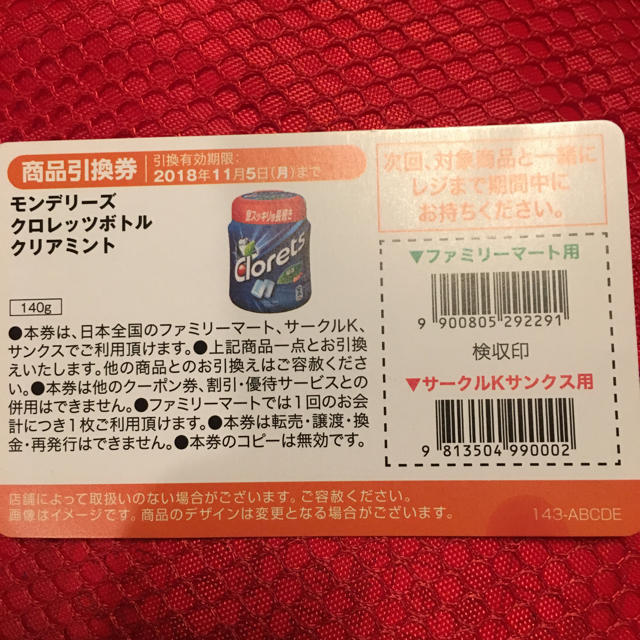 商品引換券
引換有効期限：
2018年11月5日(月)まで
モンデリーズ
クロレッツボトル
クリアミント
140g
息スッキリが長続き
Clorets
●本券は、日本全国のファミリーマート、サークルK、
サンクスでご利用頂けます。●上記商品一点とお引換
えいたします。他の商品とのお引換えはご容赦くださ
い。●本券は他のクーポン券、割引・優待サービスとの
併用はできません。●ファミリーマートでは1回のお会
計につき1枚ご利用頂けます。●本券は転売・譲渡・換
金・再発行はできません。●本券のコピーは無効です。
次回、対象商品と一緒に
レジまで期間中に
お持ちください。
▼ファミリーマート用
9 900805 292291
検収印
▼サークルKサンクス用
9 813504 990002
店舗によって取扱いのない場合がございます。ご容赦ください。
画像はイメージです。商品のデザインは変更となる場合がございます。
143-ABCDE